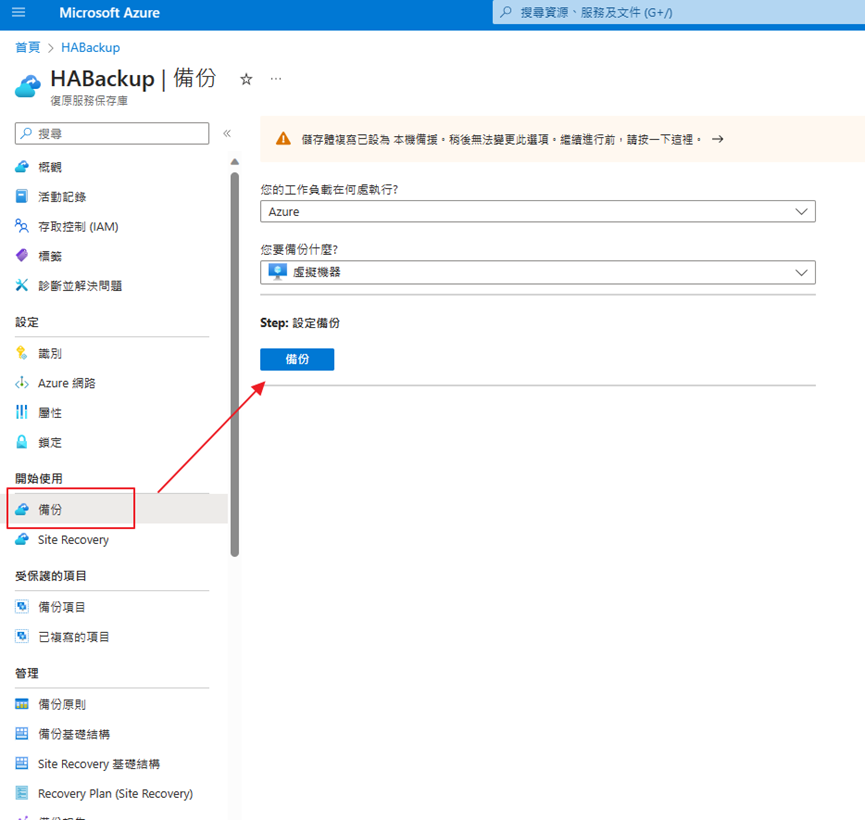 Microsoft Azure
搜尋資源、服務及文件 (G+/)
首頁 > HABackup
HABackup | 備份
復原服務保存庫
搜尋
概觀
活動記錄
存取控制 (IAM)
標籤
診斷並解決問題
設定
識別
Azure 網路
屬性
鎖定
開始使用
備份
Site Recovery
受保護的項目
備份項目
已複寫的項目
管理
備份原則
備份基礎結構
Site Recovery 基礎結構
Recovery Plan (Site Recovery)
儲存體複寫已設為 本機備援。稍後無法變更此選項。繼續進行前，請按一下這裡。 →
您的工作負載在何處執行?
Azure
您要備份什麼?
虛擬機器
Step: 設定備份
備份